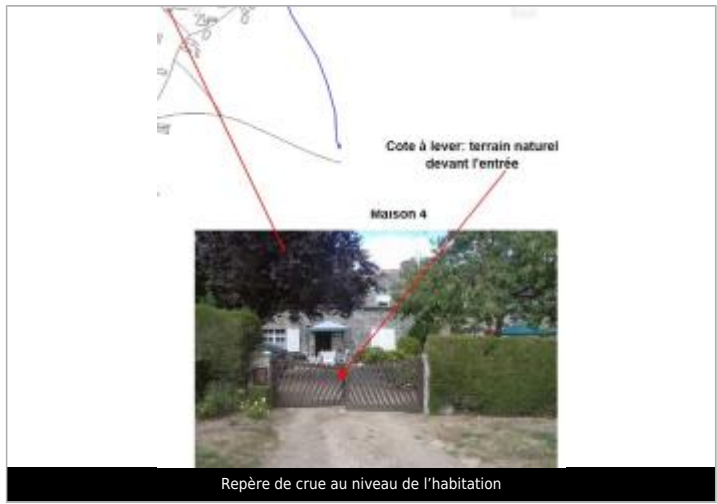 Cote à lever: terrain naturel
devant l'entrée
Maison 4
Repère de crue au niveau de l'habitation